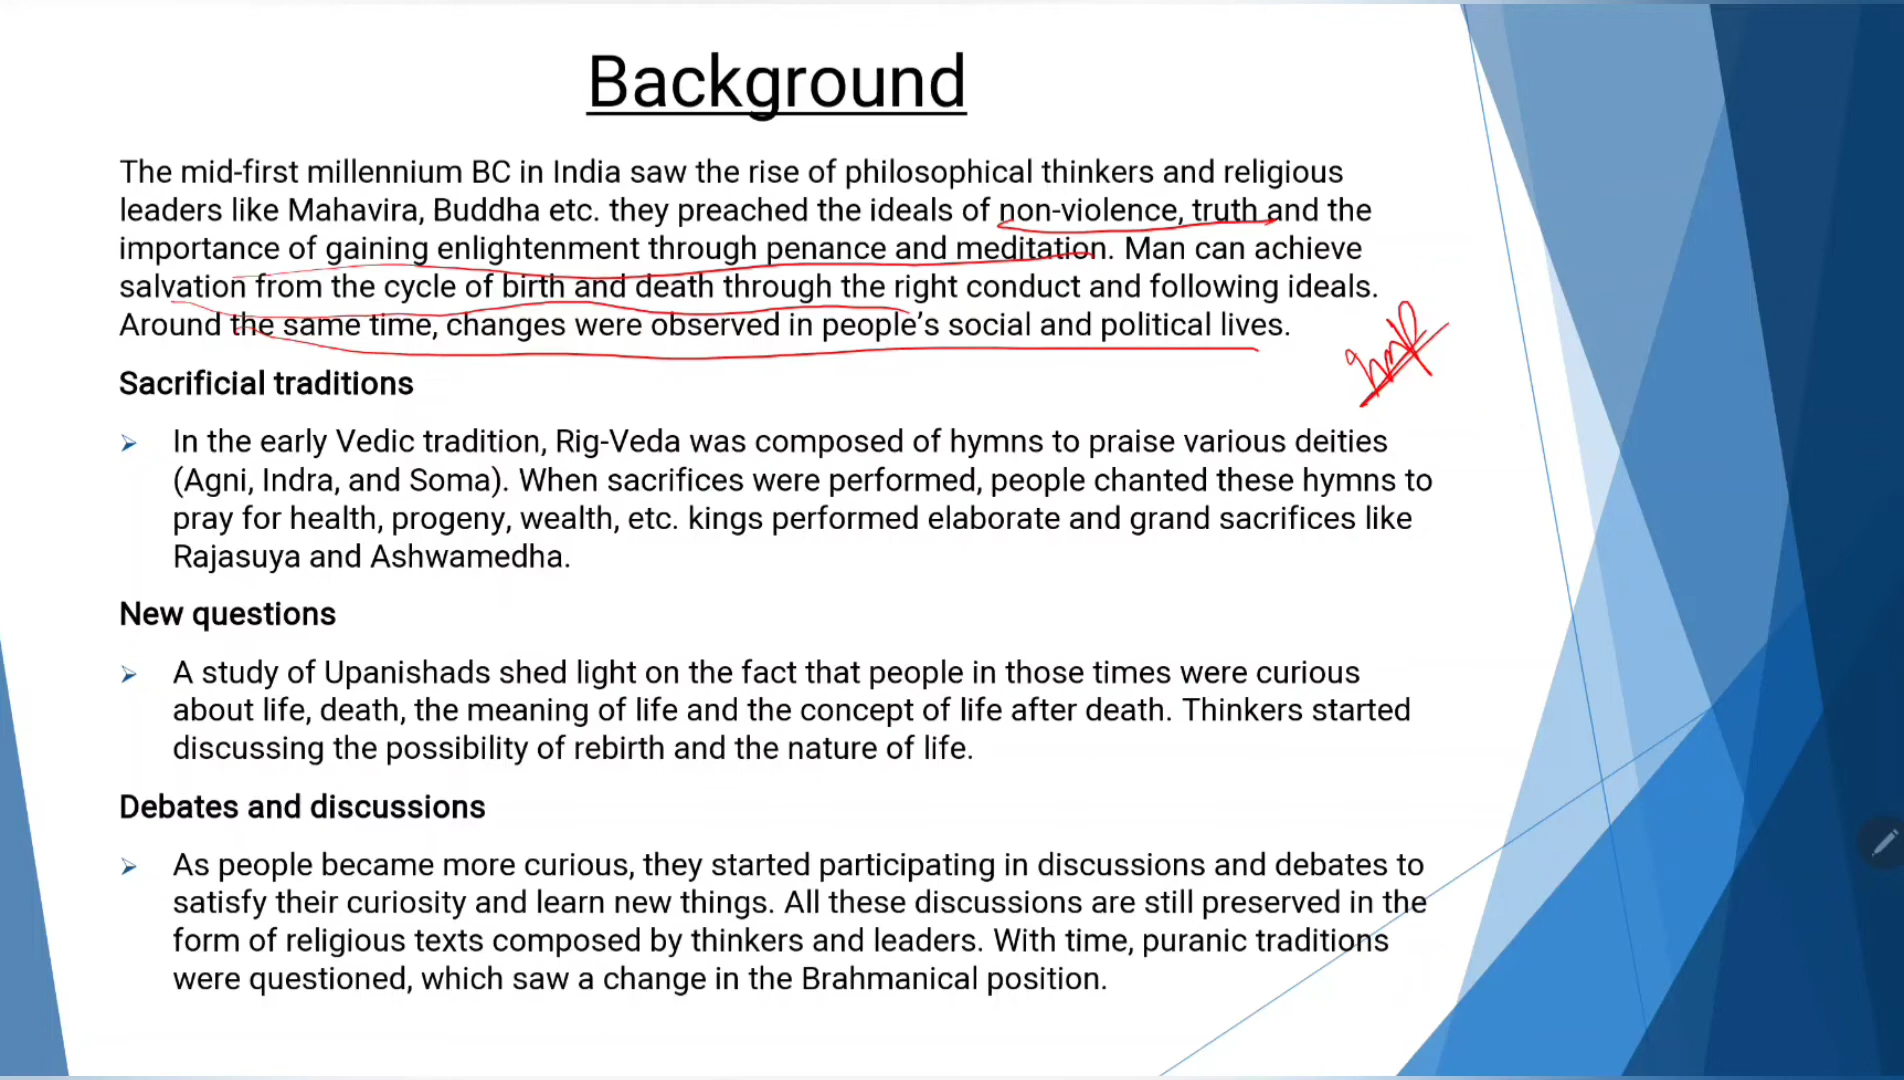 Background
The mid-first millennium BC in India saw the rise of philosophical thinkers and religious
leaders like Mahavira, Buddha etc. they preached the ideals of non-violence, truth and the
importance of gaining enlightenment through penance and meditation. Man can achieve
salvation from the cycle of birth and death through the right conduct and following ideals.
Around the same time, changes were observed in people’s social and political lives.
Imp
Sacrificial traditions
In the early Vedic tradition, Rig-Veda was composed of hymns to praise various deities
(Agni, Indra, and Soma). When sacrifices were performed, people chanted these hymns to
pray for health, progeny, wealth, etc. kings performed elaborate and grand sacrifices like
Rajasuya and Ashwamedha.
New questions
A study of Upanishads shed light on the fact that people in those times were curious
about life, death, the meaning of life and the concept of life after death. Thinkers started
discussing the possibility of rebirth and the nature of life.
Debates and discussions
As people became more curious, they started participating in discussions and debates to
satisfy their curiosity and learn new things. All these discussions are still preserved in the
form of religious texts composed by thinkers and leaders. With time, puranic traditions
were questioned, which saw a change in the Brahmanical position.